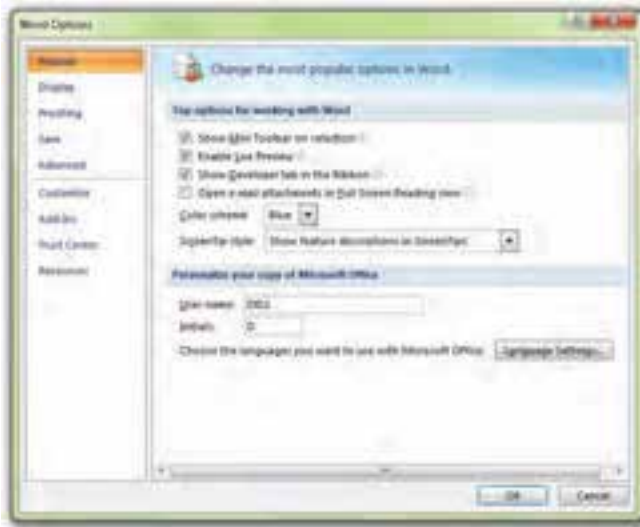 Word Options
Popular
Display
Proofing
Save
Advanced
Customize
Add-Ins
Trust Center
Resources
Change the most popular options in Word.
Top options for working with Word
Show Mini Toolbar on selection
Enable Live Preview
Show Developer tab in the Ribbon
Open e-mail attachments in Full Screen Reading view
Color scheme: Blue
ScreenTip style: Show feature descriptions in ScreenTips
Personalize your copy of Microsoft Office
User name:
Initials:
Choose the languages you want to use with Microsoft Office: Language Settings...
OK
Cancel